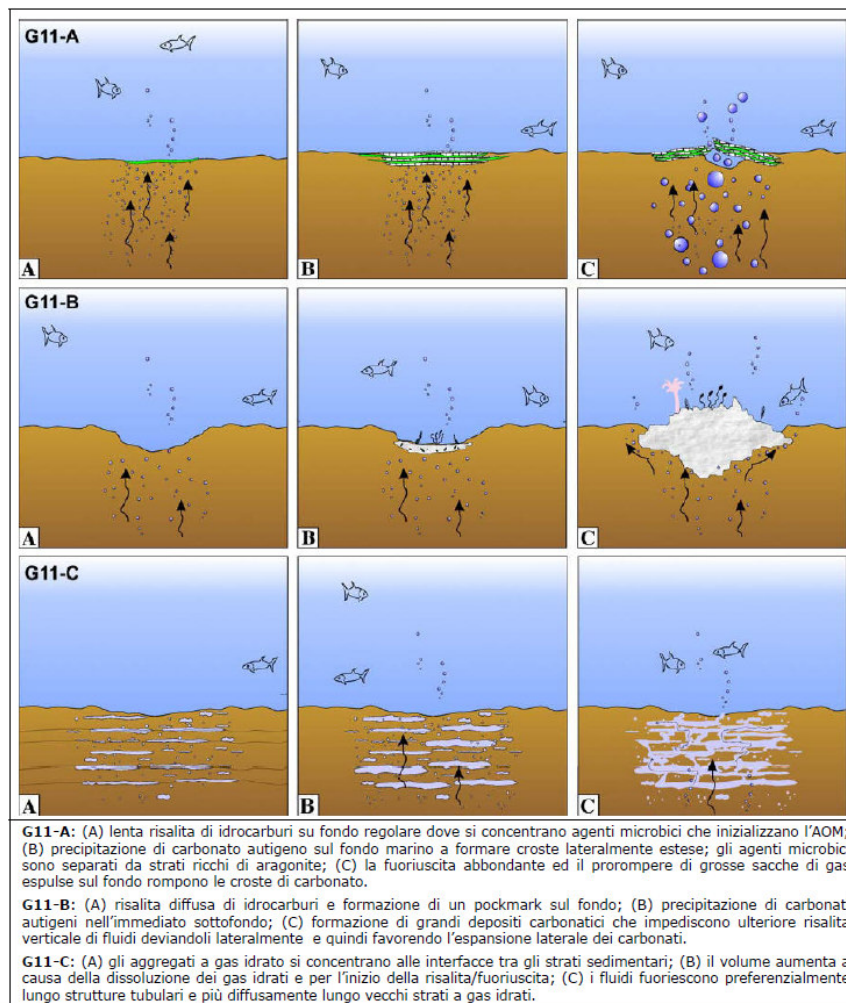 G11-A
A
B
C
G11-B
A
B
C
G11-C
A
B
C
G11-A: (A) lenta risalita di idrocarburi su fondo regolare dove si concentrano agenti microbici che inizializzano l'AOM;
(B) precipitazione di carbonato autigeno sul fondo marino a formare croste lateralmente estese; gli agenti microbici
sono separati da strati ricchi di aragonite; (C) la fuoriuscita abbondante ed il prorompere di grosse sacche di gas
espulse sul fondo rompono le croste di carbonato.
G11-B: (A) risalita diffusa di idrocarburi e formazione di un pockmark sul fondo; (B) precipitazione di carbonat
autigeni nell'immediato sottofondo; (C) formazione di grandi depositi carbonatici che impediscono ulteriore risalita
verticale di fluidi deviandoli lateralmente e quindi favorendo l'espansione laterale dei carbonati.
G11-C: (A) gli aggregati a gas idrato si concentrano alle interfacce tra gli strati sedimentari; (B) il volume aumenta a
causa della dissoluzione dei gas idrati e per l'inizio della risalita/fuoriuscita; (C) i fluidi fuoriescono preferenzialmente
lungo strutture tubulari e più diffusamente lungo vecchi strati a gas idrati.